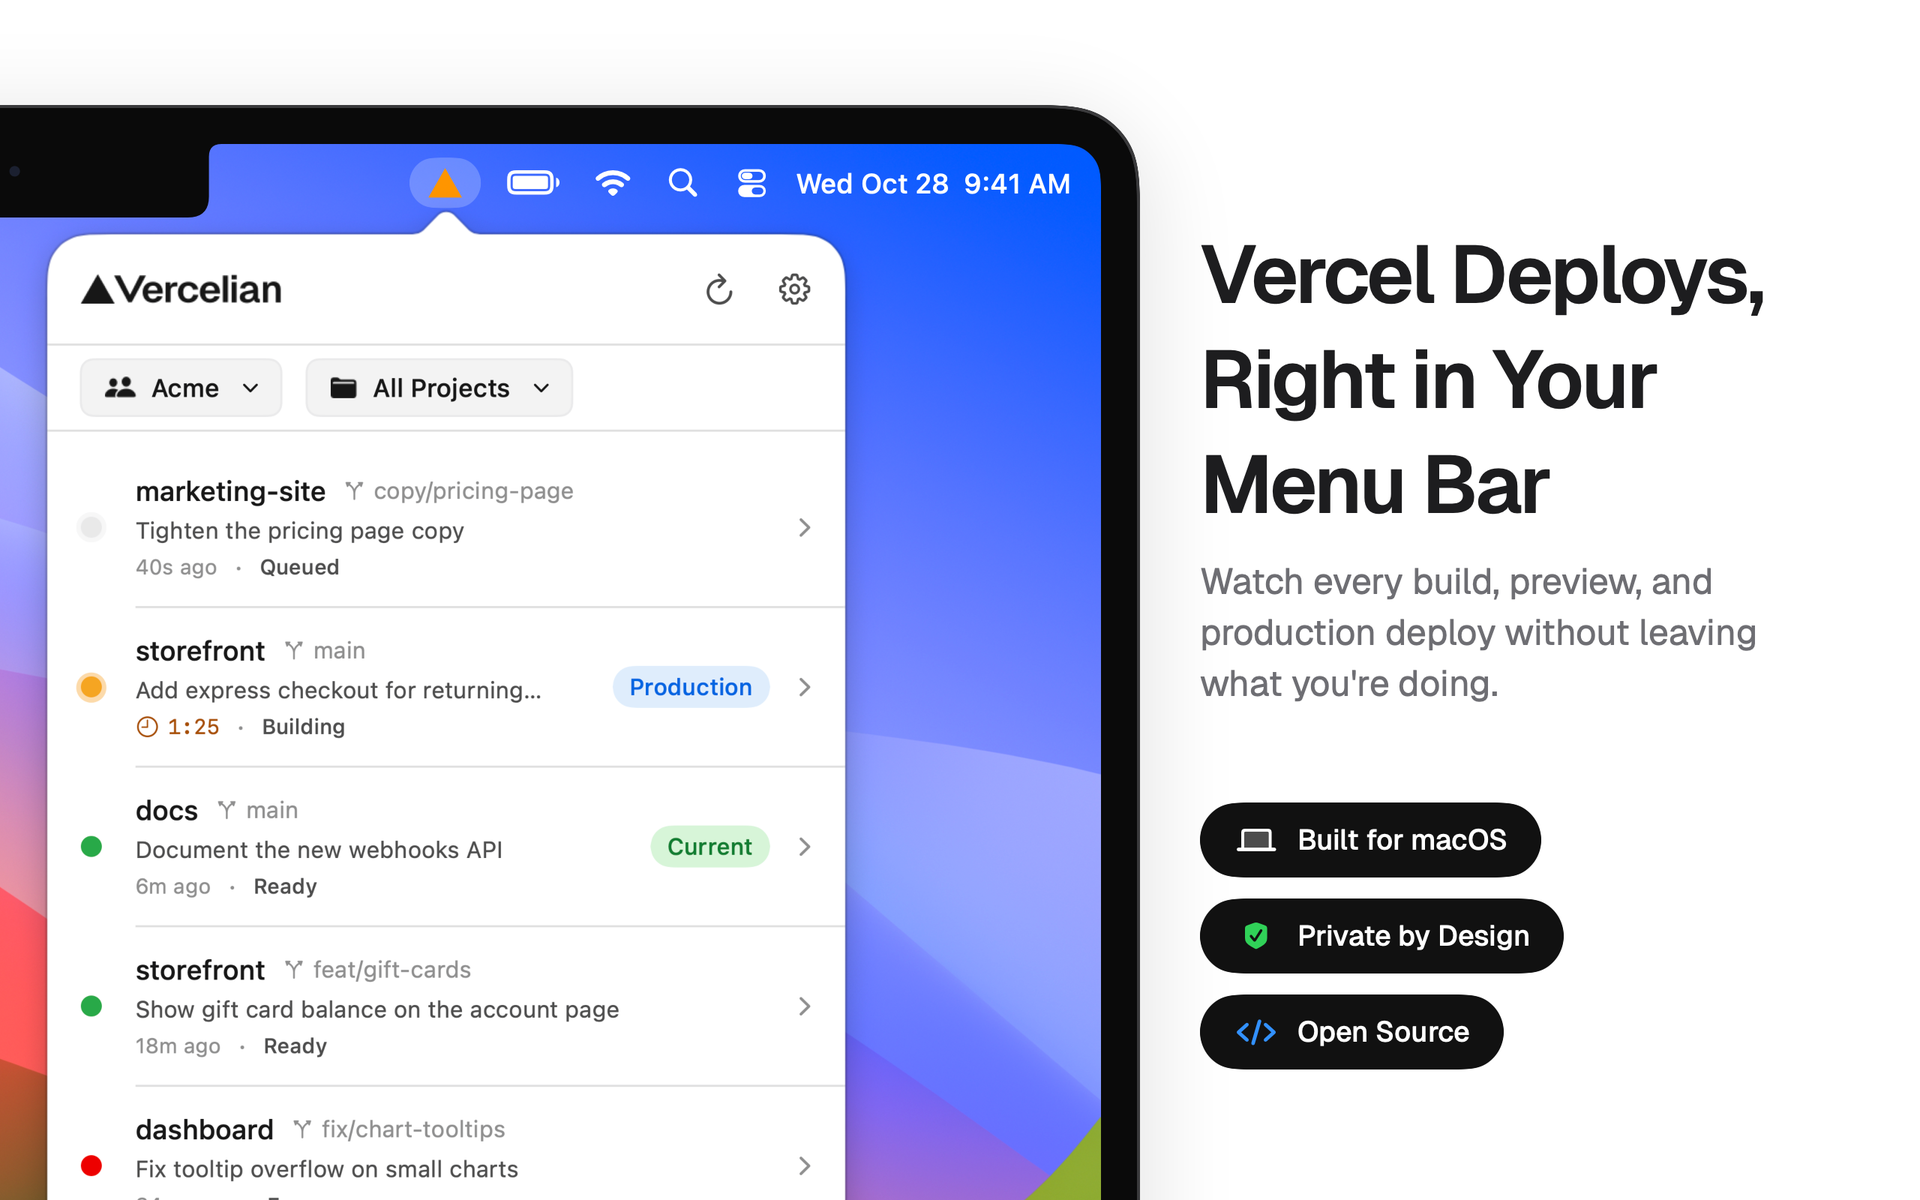 Wed Oct 28 9:41 AM
Vercelian
Acme
All Projects
marketing-site copy/pricing-page
Tighten the pricing page copy
40s ago · Queued
storefront main
Add express checkout for returning...
Production
1:25 · Building
docs main
Document the new webhooks API
Current
6m ago · Ready
storefront feat/gift-cards
Show gift card balance on the account page
18m ago · Ready
dashboard fix/chart-tooltips
Fix tooltip overflow on small charts
Vercel Deploys,
Right in Your
Menu Bar
Watch every build, preview, and
production deploy without leaving
what you're doing.
Built for macOS
Private by Design
Open Source